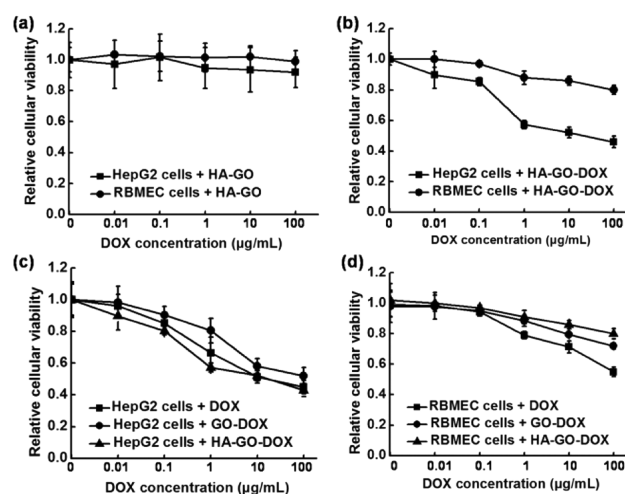 (a)
1.2
1.0
0.8
0.6
0.4
0.2
0.0
Relative cellular viability
HepG2 cells + HA-GO
RBMEC cells + HA-GO
0 0.01 0.1 1 10 100
DOX concentration (µg/mL)
(b)
1.2
1.0
0.8
0.6
0.4
0.2
0.0
Relative cellular viability
HepG2 cells + HA-GO-DOX
RBMEC cells + HA-GO-DOX
0 0.01 0.1 1 10 100
DOX concentration (µg/mL)
(c)
1.2
1.0
0.8
0.6
0.4
0.2
0.0
Relative cellular viability
HepG2 cells + DOX
HepG2 cells + GO-DOX
HepG2 cells + HA-GO-DOX
0 0.01 0.1 1 10 100
DOX concentration (µg/mL)
(d)
1.2
1.0
0.8
0.6
0.4
0.2
0.0
Relative cellular viability
RBMEC cells + DOX
RBMEC cells + GO-DOX
RBMEC cells + HA-GO-DOX
0 0.01 0.1 1 10 100
DOX concentration (µg/mL)